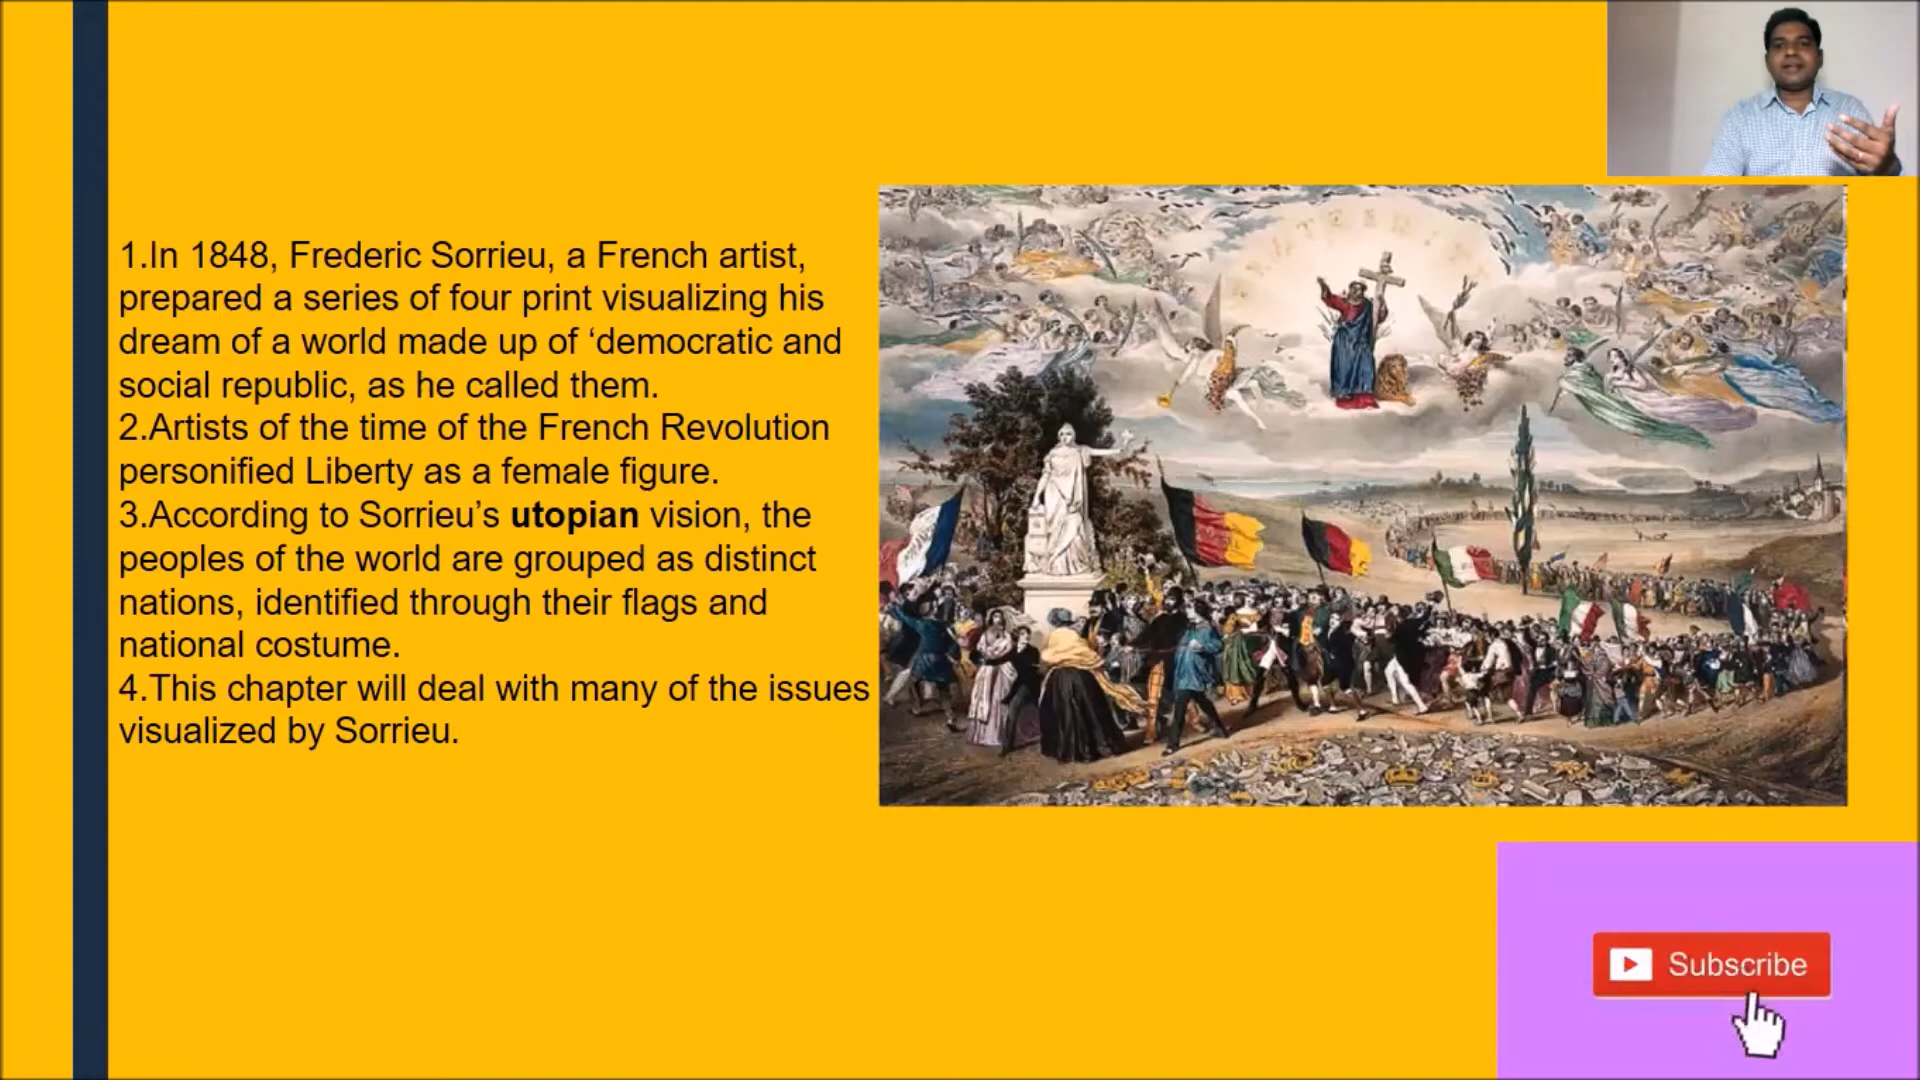 1.In 1848, Frederic Sorrieu, a French artist,
prepared a series of four print visualizing his
dream of a world made up of ‘democratic and
social republic, as he called them.
2.Artists of the time of the French Revolution
personified Liberty as a female figure.
3.According to Sorrieu’s utopian vision, the
peoples of the world are grouped as distinct
nations, identified through their flags and
national costume.
4.This chapter will deal with many of the issues
visualized by Sorrieu.
Subscribe